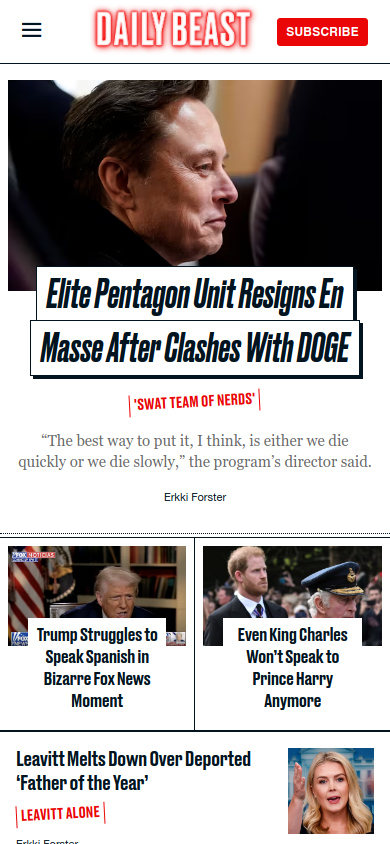 DAILY BEAST
SUBSCRIBE
Elite Pentagon Unit Resigns En
Masse After Clashes With DOGE
'SWAT TEAM OF NERDS'
“The best way to put it, I think, is either we die
quickly or we die slowly,” the program’s director said.
Erkki Forster
FOX NOTICIAS
Trump Struggles to
Speak Spanish in
Bizarre Fox News
Moment
Even King Charles
Won’t Speak to
Prince Harry
Anymore
Leavitt Melts Down Over Deported
‘Father of the Year’
LEAVITT ALONE
Erkki Forster